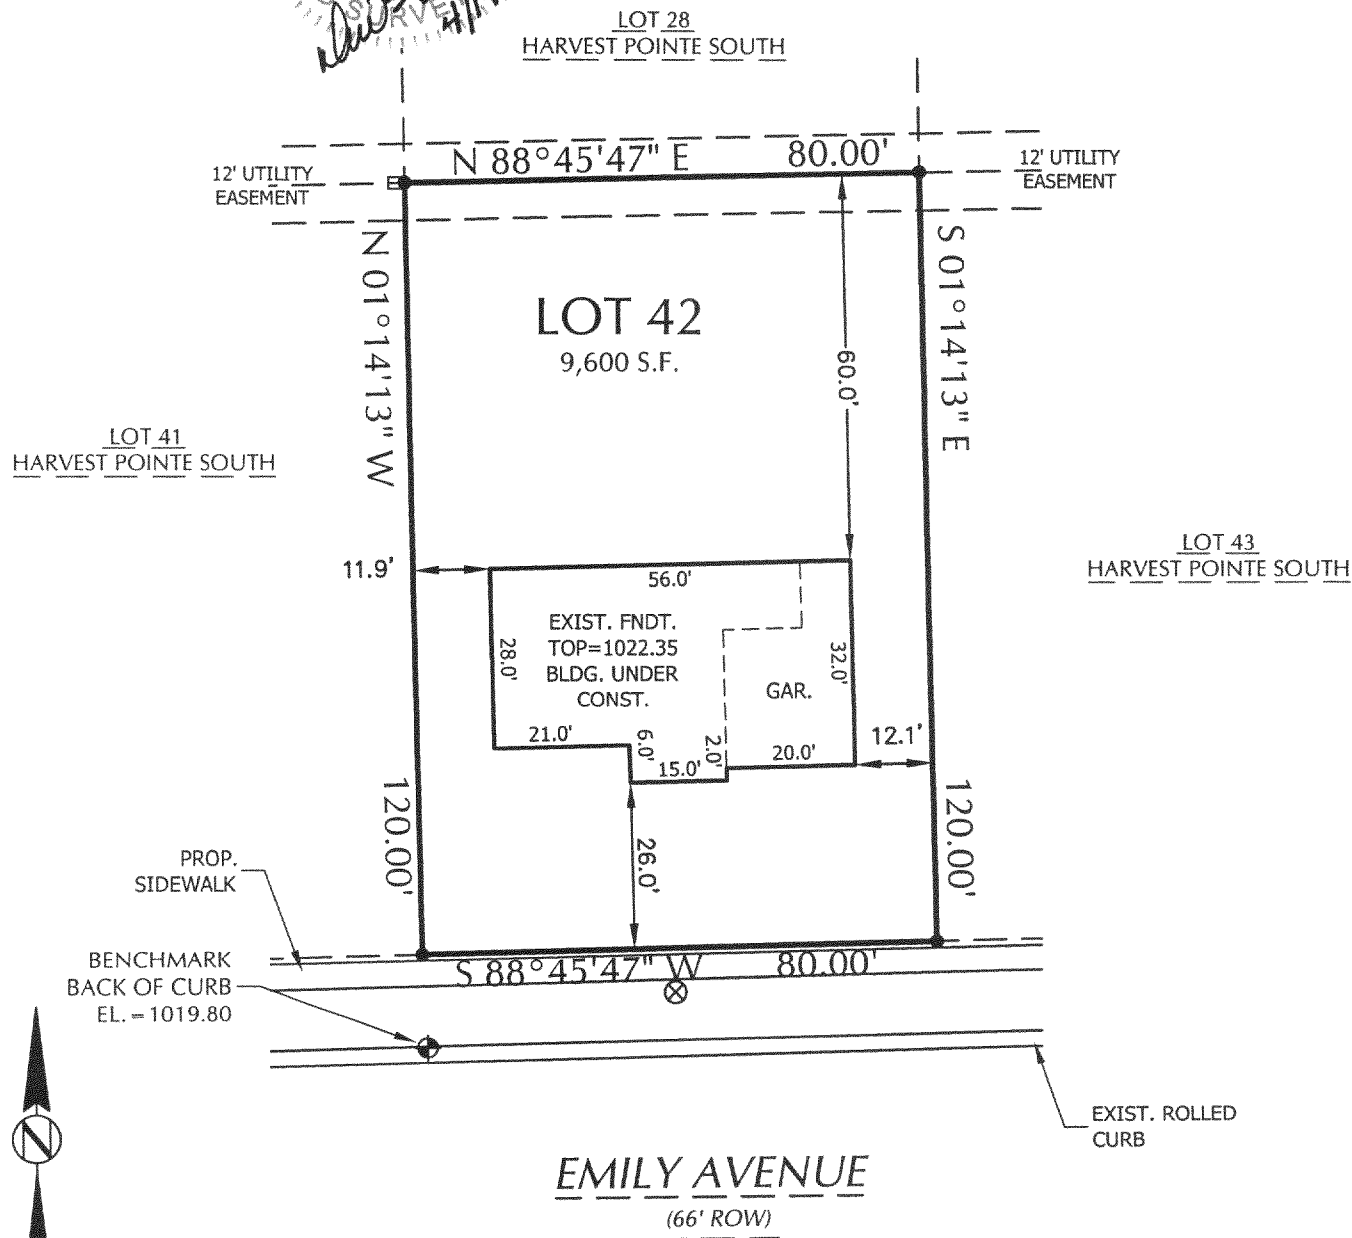 SURVE
LOT 28
HARVEST POINTE SOUTH
N 88°45'47" E 80.00'
12' UTILITY
EASEMENT
12' UTILITY
EASEMENT
N 01°14'13" W
S 01°14'13" E
LOT 42
9,600 S.F.
60.0'
LOT 41
HARVEST POINTE SOUTH
LOT 43
HARVEST POINTE SOUTH
11.9'
56.0'
EXIST. FNDT.
TOP=1022.35
BLDG. UNDER
CONST.
28.0'
32.0'
GAR.
21.0'
6.0'
15.0'
2.0'
20.0'
12.1'
120.00'
120.00'
26.0'
PROP.
SIDEWALK
BENCHMARK
BACK OF CURB
EL.=1019.80
S 88°45'47" W 80.00'
N
EXIST. ROLLED
CURB
EMILY AVENUE
(66' ROW)